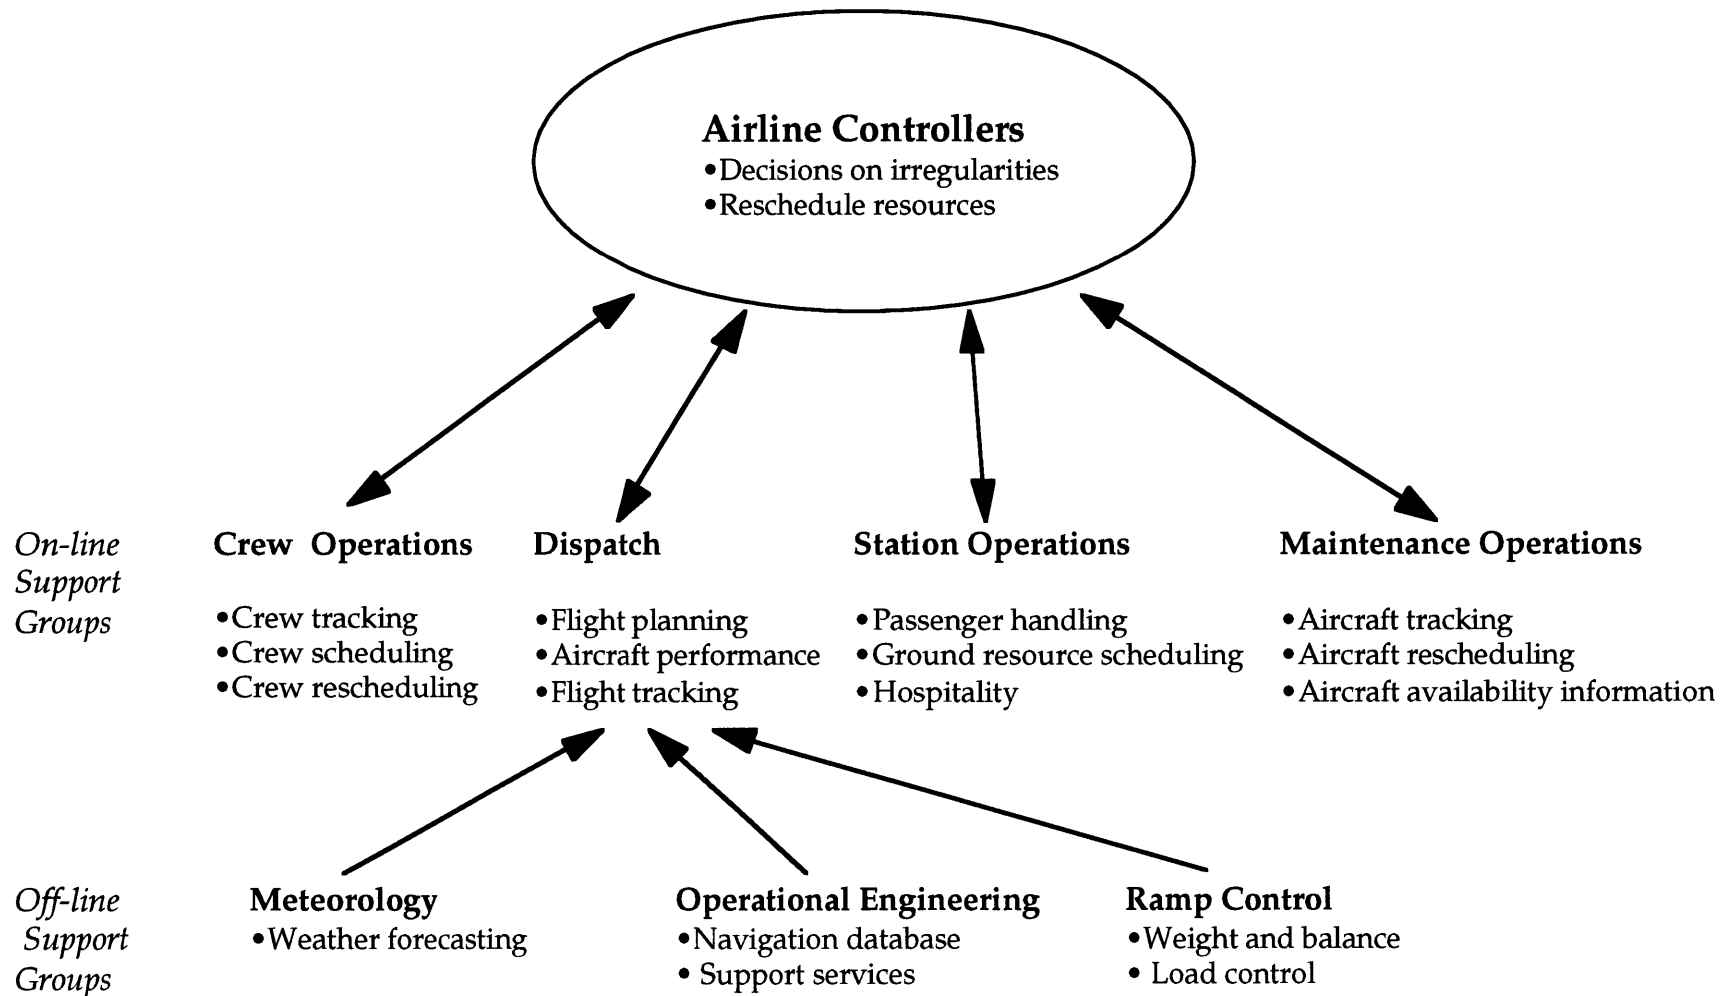 Airline Controllers
•Decisions on irregularities
•Reschedule resources
On-line
Support
Groups
Crew Operations
•Crew tracking
•Crew scheduling
•Crew rescheduling
Dispatch
•Flight planning
•Aircraft performance
•Flight tracking
Station Operations
•Passenger handling
•Ground resource scheduling
•Hospitality
Maintenance Operations
•Aircraft tracking
•Aircraft rescheduling
•Aircraft availability information
Off-line
Support
Groups
Meteorology
•Weather forecasting
Operational Engineering
•Navigation database
• Support services
Ramp Control
•Weight and balance
• Load control